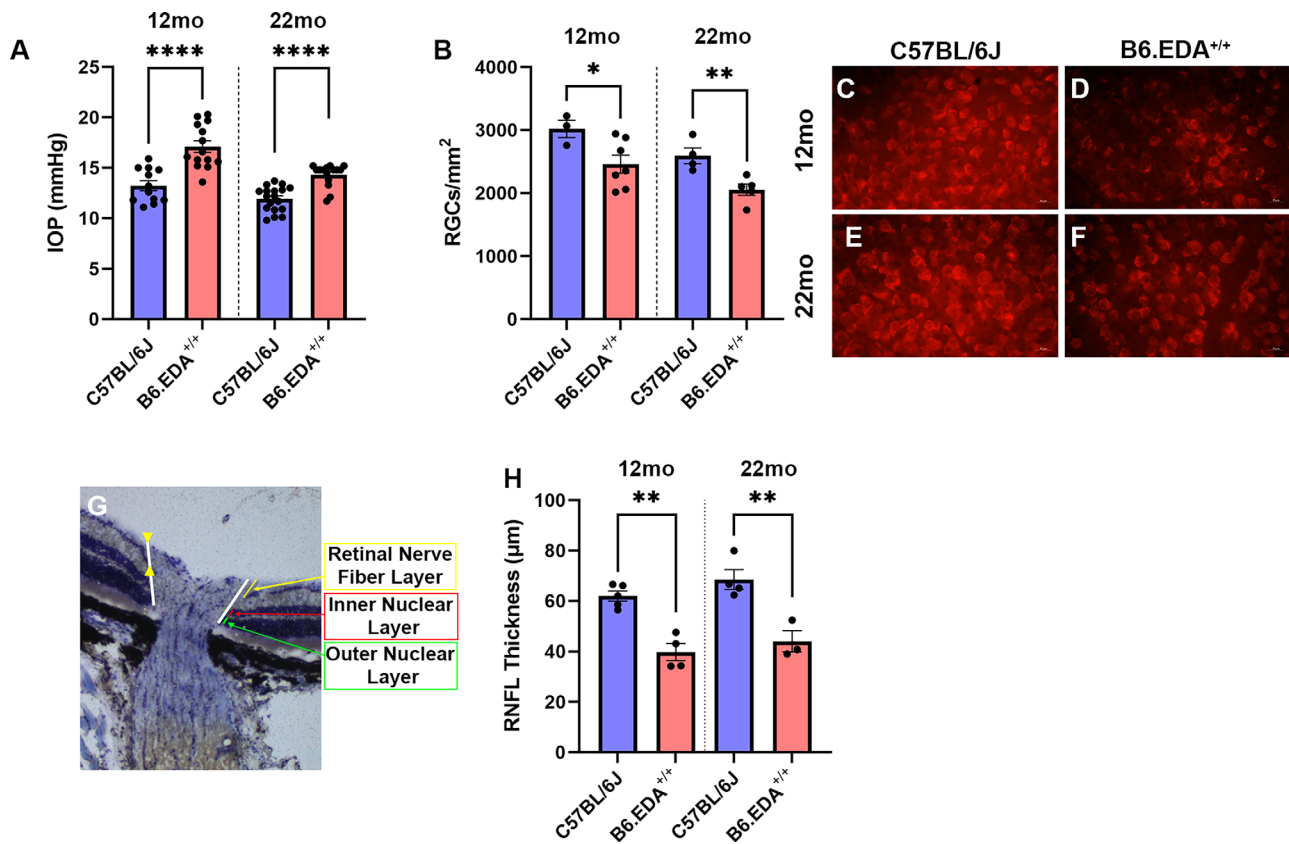 A
12mo
22mo
****
****
IOP (mmHg)
25
20
15
10
5
0
C57BL/6J
B6.EDA+/+
C57BL/6J
B6.EDA+/+
B
12mo
22mo
*
**
RGCs/mm²
4000
3000
2000
1000
0
C57BL/6J
B6.EDA+/+
C57BL/6J
B6.EDA+/+
C57BL/6J
B6.EDA+/+
12mo
22mo
C
D
E
F
G
Retinal Nerve
Fiber Layer
Inner Nuclear
Layer
Outer Nuclear
Layer
H
12mo
22mo
**
**
RNFL Thickness (µm)
100
80
60
40
20
0
C57BL/6J
B6.EDA+/+
C57BL/6J
B6.EDA+/+